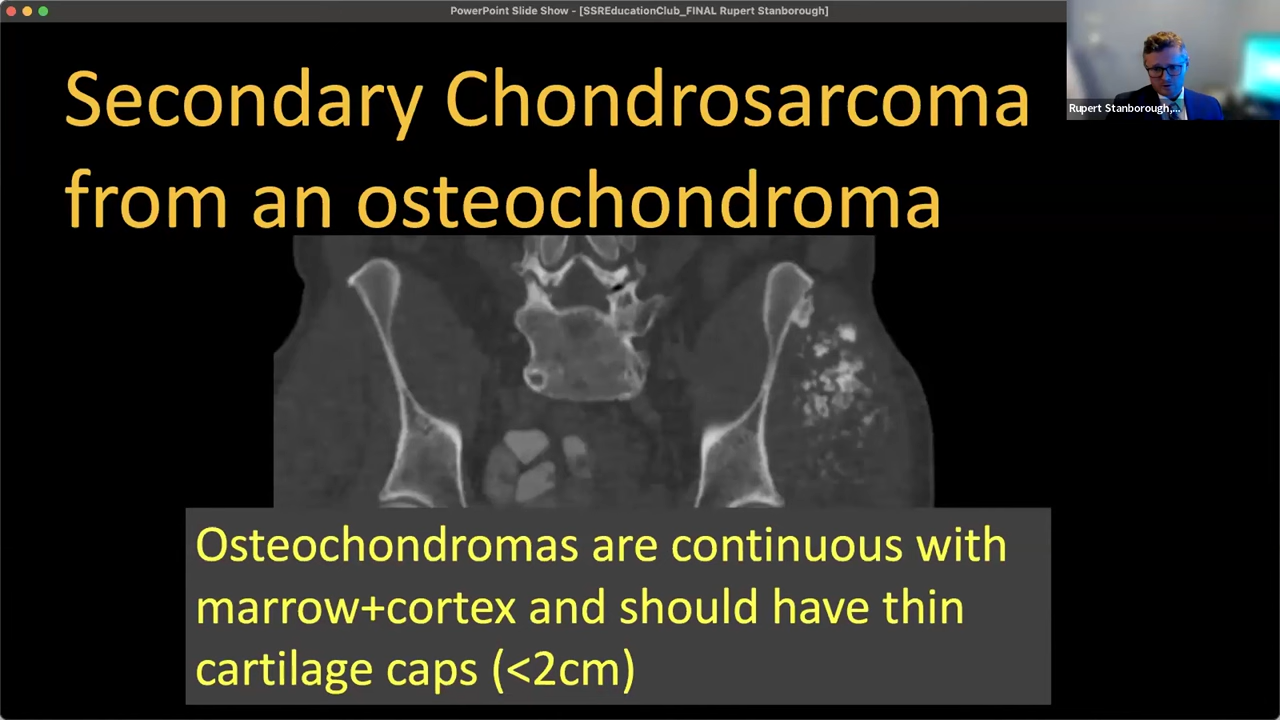 PowerPoint Slide Show - [SSREducationClub_FINAL Rupert Stanborough]
Rupert Stanborough,...
Secondary Chondrosarcoma
from an osteochondroma
Osteochondromas are continuous with
marrow+cortex and should have thin
cartilage caps (<2cm)